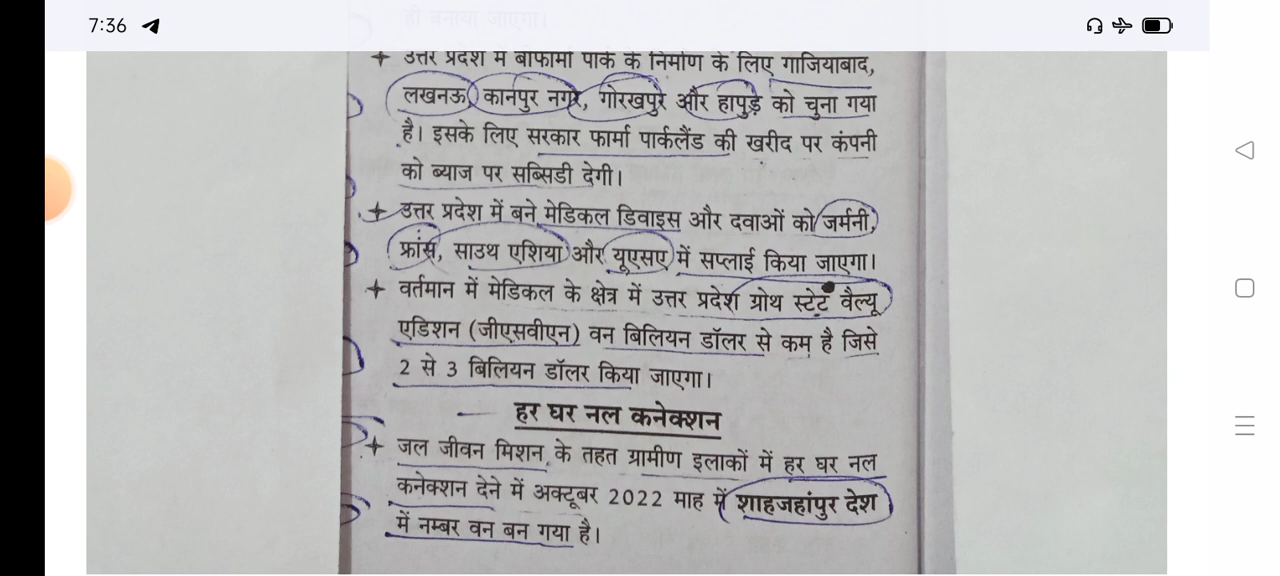 7:36
ही बनाया जाएगा।
+ उत्तर प्रदेश में बीफार्मा पार्क के निर्माण के लिए गाजियाबाद,
लखनऊ, कानपुर नगर, गोरखपुर और हापुड़ को चुना गया
है। इसके लिए सरकार फार्मा पार्कलैंड की खरीद पर कंपनी
को ब्याज पर सब्सिडी देगी।
+ उत्तर प्रदेश में बने मेडिकल डिवाइस और दवाओं को जर्मनी,
फ्रांस, साउथ एशिया और यूएसए में सप्लाई किया जाएगा।
+ वर्तमान में मेडिकल के क्षेत्र में उत्तर प्रदेश ग्रोथ स्टेट वैल्यू
एडिशन (जीएसवीएन) वन बिलियन डॉलर से कम है जिसे
2 से 3 बिलियन डॉलर किया जाएगा।
हर घर नल कनेक्शन
+ जल जीवन मिशन के तहत ग्रामीण इलाकों में हर घर नल
कनेक्शन देने में अक्टूबर 2022 माह में शाहजहांपुर देश
में नम्बर वन बन गया है।